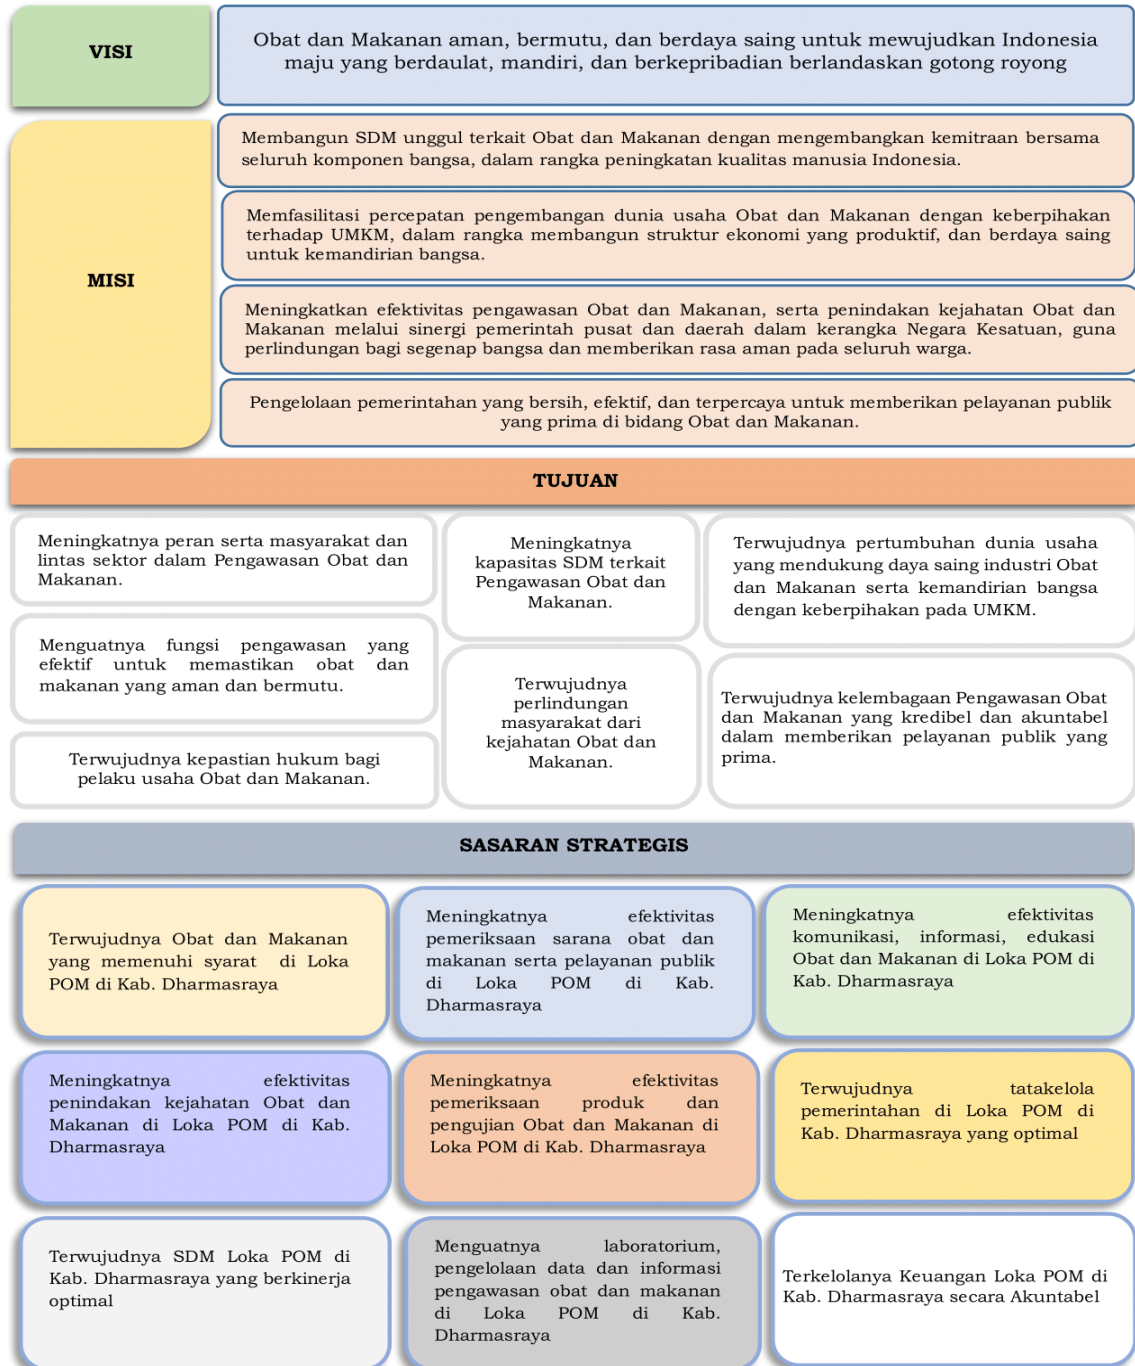 VISI
Obat dan Makanan aman, bermutu, dan berdaya saing untuk mewujudkan Indonesia
maju yang berdaulat, mandiri, dan berkepribadian berlandaskan gotong royong
MISI
Membangun SDM unggul terkait Obat dan Makanan dengan mengembangkan kemitraan bersama
seluruh komponen bangsa, dalam rangka peningkatan kualitas manusia Indonesia.
Memfasilitasi percepatan pengembangan dunia usaha Obat dan Makanan dengan keberpihakan
terhadap UMKM, dalam rangka membangun struktur ekonomi yang produktif, dan berdaya saing
untuk kemandirian bangsa.
Meningkatkan efektivitas pengawasan Obat dan Makanan, serta penindakan kejahatan Obat dan
Makanan melalui sinergi pemerintah pusat dan daerah dalam kerangka Negara Kesatuan, guna
perlindungan bagi segenap bangsa dan memberikan rasa aman pada seluruh warga.
Pengelolaan pemerintahan yang bersih, efektif, dan terpercaya untuk memberikan pelayanan publik
yang prima di bidang Obat dan Makanan.
TUJUAN
Meningkatnya peran serta masyarakat dan
lintas sektor dalam Pengawasan Obat dan
Makanan.
Meningkatnya
kapasitas SDM terkait
Pengawasan Obat dan
Makanan.
Terwujudnya pertumbuhan dunia usaha
yang mendukung daya saing industri Obat
dan Makanan serta kemandirian bangsa
dengan keberpihakan pada UMKM.
Menguatnya fungsi pengawasan yang
efektif untuk memastikan obat dan
makanan yang aman dan bermutu.
Terwujudnya
perlindungan
masyarakat dari
kejahatan Obat dan
Makanan.
Terwujudnya kelembagaan Pengawasan Obat
dan Makanan yang kredibel dan akuntabel
dalam memberikan pelayanan publik yang
prima.
Terwujudnya kepastian hukum bagi
pelaku usaha Obat dan Makanan.
SASARAN STRATEGIS
Terwujudnya Obat dan Makanan
yang memenuhi syarat di Loka
POM di Kab. Dharmasraya
Meningkatnya efektivitas
pemeriksaan sarana obat dan
makanan serta pelayanan publik
di Loka POM di Kab.
Dharmasraya
Meningkatnya efektivitas
komunikasi, informasi, edukasi
Obat dan Makanan di Loka POM di
Kab. Dharmasraya
Meningkatnya efektivitas
penindakan kejahatan Obat dan
Makanan di Loka POM di Kab.
Dharmasraya
Meningkatnya efektivitas
pemeriksaan produk dan
pengujian Obat dan Makanan di
Loka POM di Kab. Dharmasraya
Terwujudnya tatakelola
pemerintahan di Loka POM di
Kab. Dharmasraya yang optimal
Terwujudnya SDM Loka POM di
Kab. Dharmasraya yang berkinerja
optimal
Menguatnya laboratorium,
pengelolaan data dan informasi
pengawasan obat dan makanan
di Loka POM di Kab.
Dharmasraya
Terkelolanya Keuangan Loka POM di
Kab. Dharmasraya secara Akuntabel